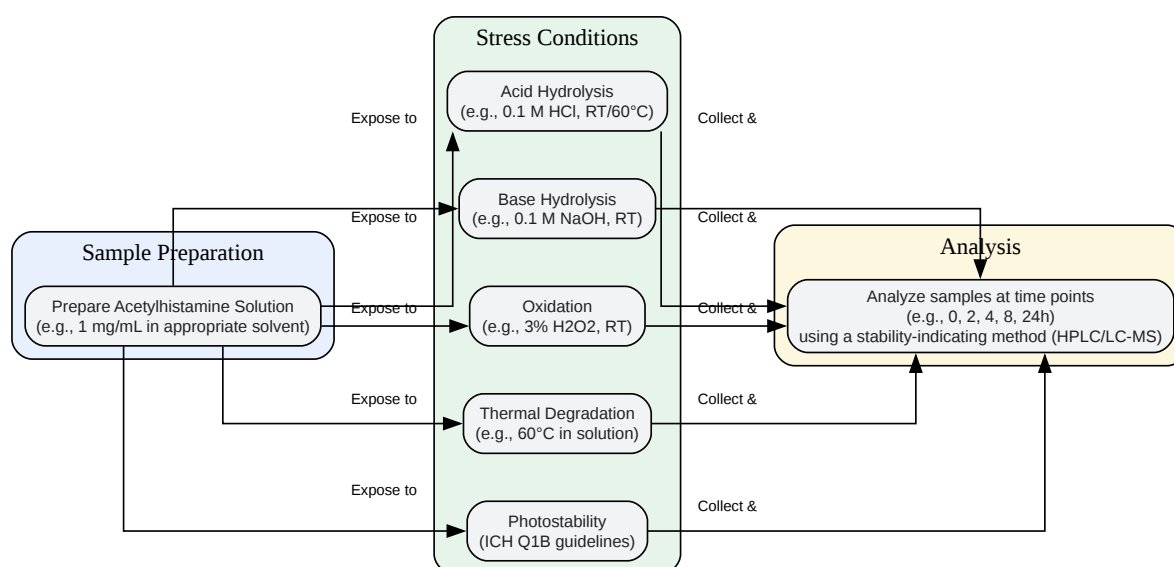 Stress Conditions
Acid Hydrolysis
(e.g., 0.1 M HCl, RT/60°C)
Expose to
Collect &
Base Hydrolysis
(e.g., 0.1 M NaOH, RT)
Expose to
Collect &
Sample Preparation
Prepare Acetylhistamine Solution
(e.g., 1 mg/mL in appropriate solvent)
Expose to
Oxidation
(e.g., 3% H2O2, RT)
Collect &
Analysis
Analyze samples at time points
(e.g., 0, 2, 4, 8, 24h)
using a stability-indicating method (HPLC/LC-MS)
Expose to
Thermal Degradation
(e.g., 60°C in solution)
Collect &
Expose to
Photostability
(ICH Q1B guidelines)
Collect &